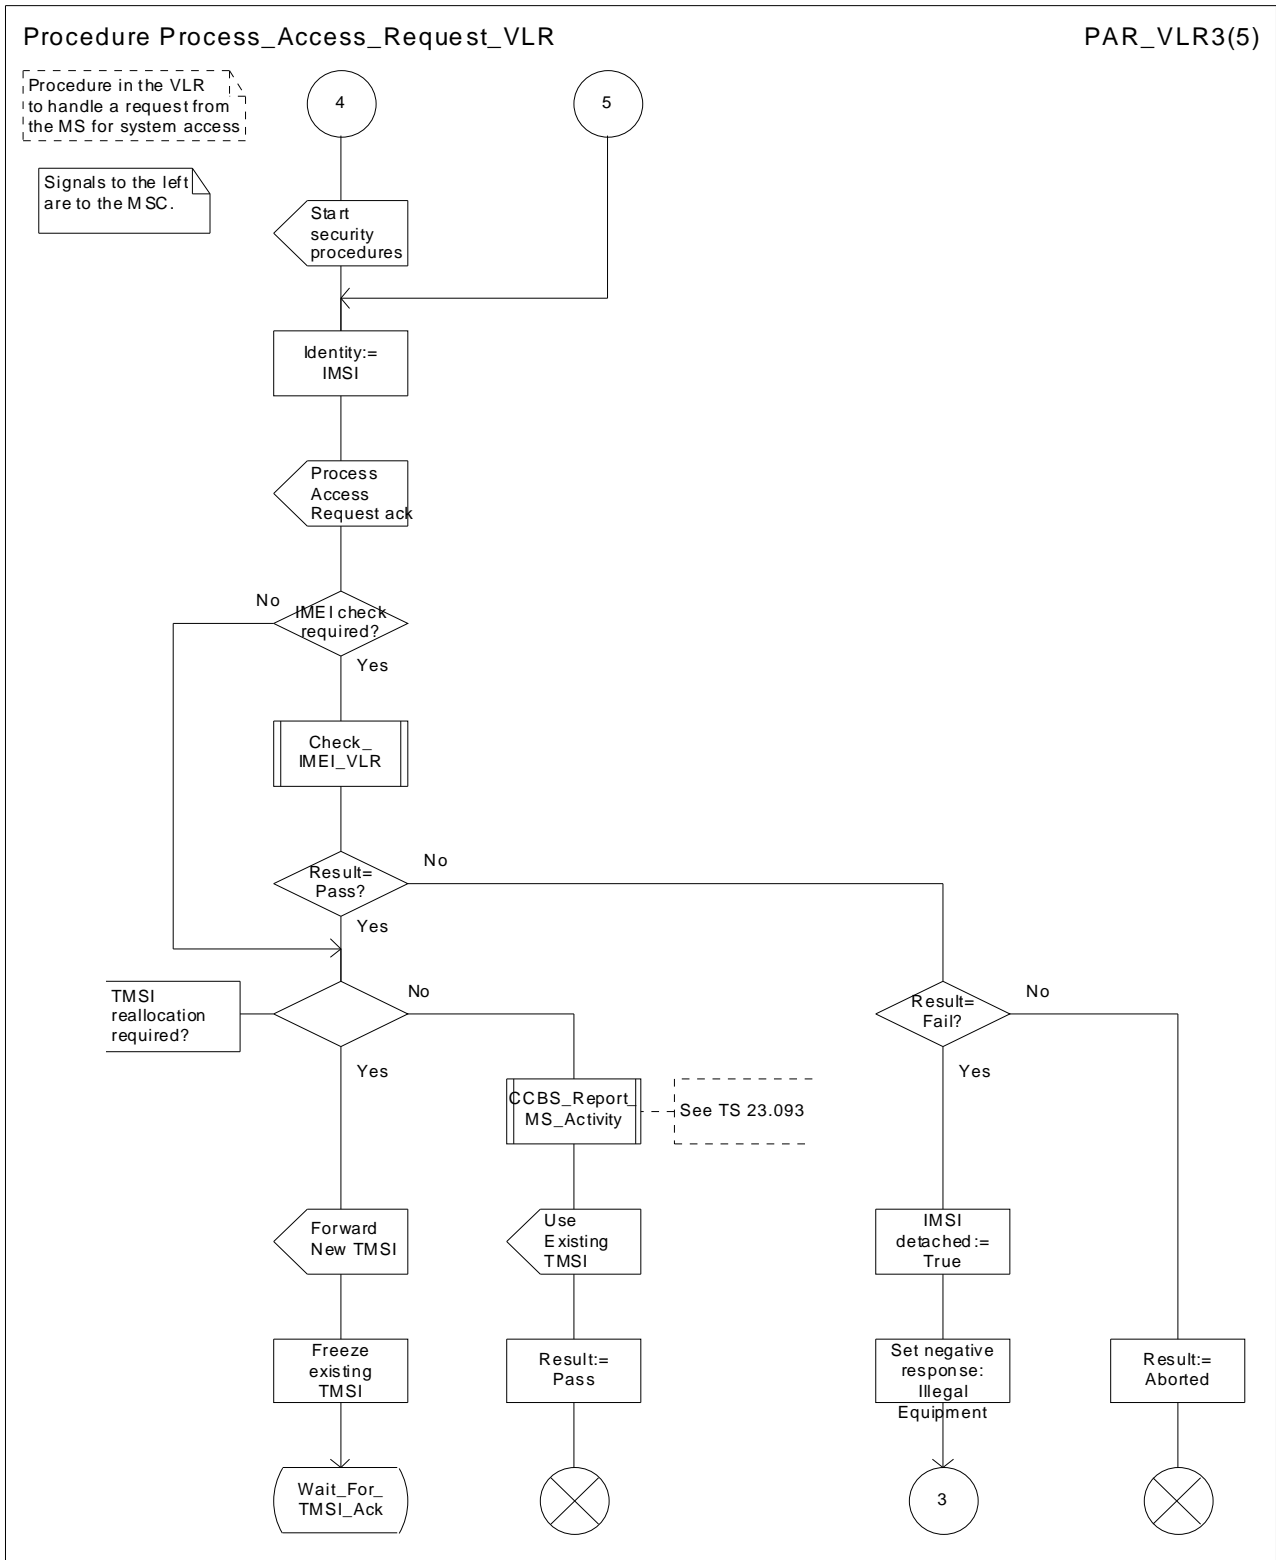 Procedure Process_Access_Request_VLR
PAR_VLR3(5)
Procedure in the VLR
to handle a request from
the MS for system access
4
5
Signals to the left
are to the MSC.
Start
security
procedures
Identity:=
IMSI
Process
Access
Request ack
No
IMEI check
required?
Yes
Check_
IMEI_VLR
Result=
Pass?
No
Yes
TMSI
reallocation
required?
No
Yes
Result=
Fail?
No
Yes
CCBS_Report_
MS_Activity
See TS 23.093
Forward
New TMSI
Use
Existing
TMSI
IMSI
detached:=
True
Freeze
existing
TMSI
Result:=
Pass
Set negative
response:
Illegal
Equipment
Result:=
Aborted
Wait_For_
TMSI_Ack
3